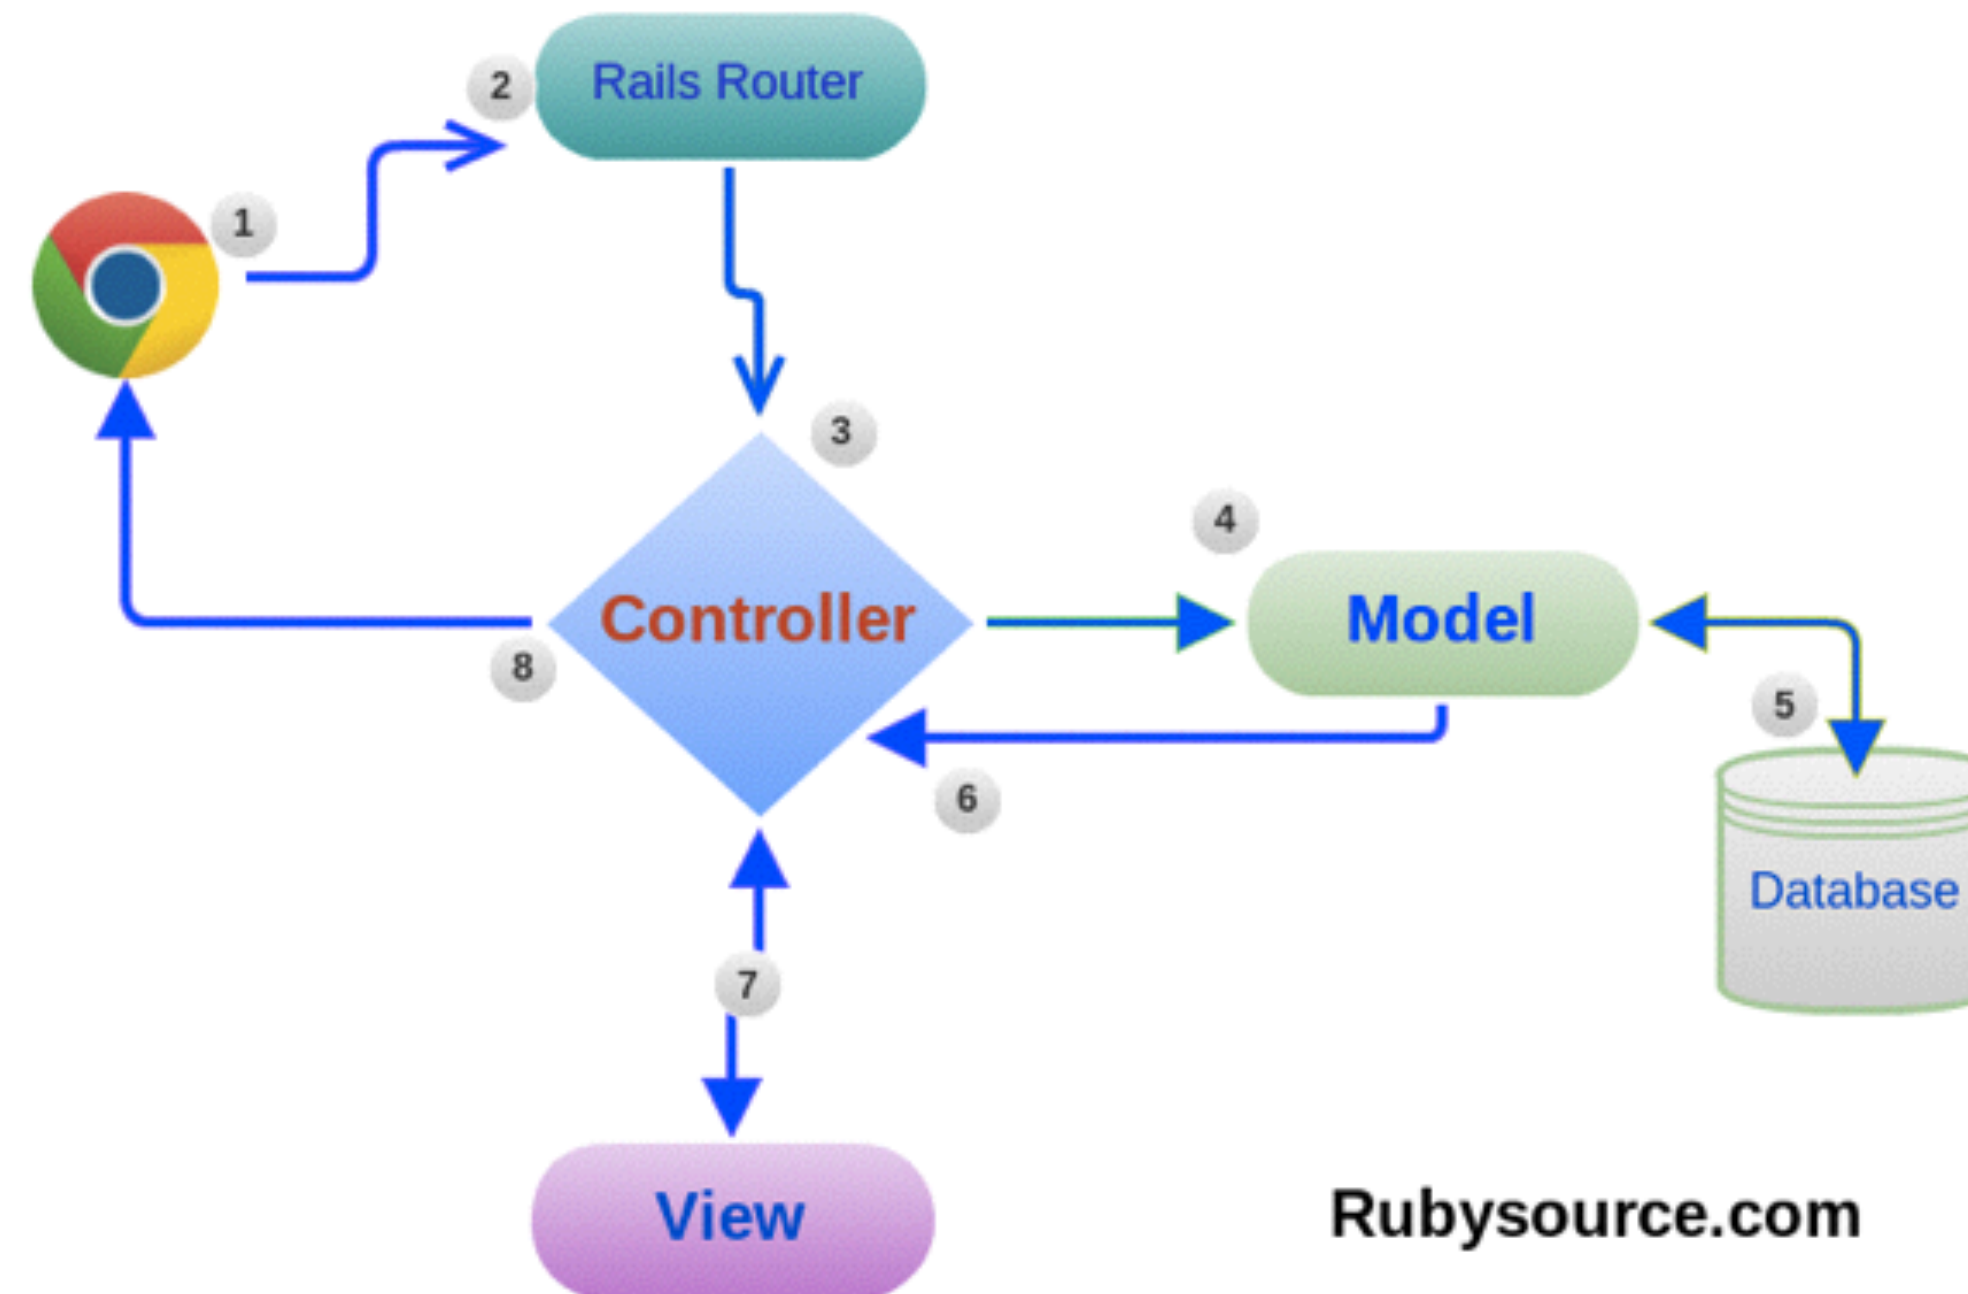 2
Rails Router
1
3
4
Controller
Model
8
5
6
Database
7
View
Rubysource.com